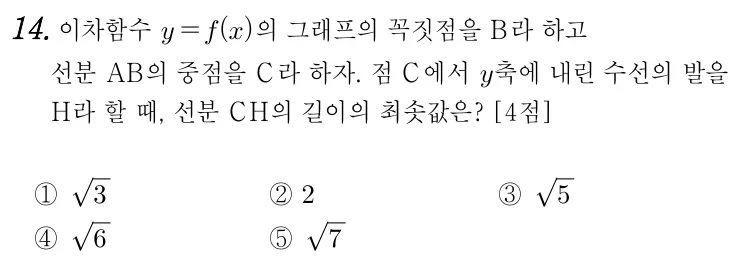 14. 이차함수 y=f(x)의 그래프의 꼭짓점을 B라 하고
선분 AB의 중점을 C라 하자. 점 C에서 y축에 내린 수선의 발을
H라 할 때, 선분 CH의 길이의 최솟값은? [4점]
① √3 ② 2 ③ √5
④ √6 ⑤ √7